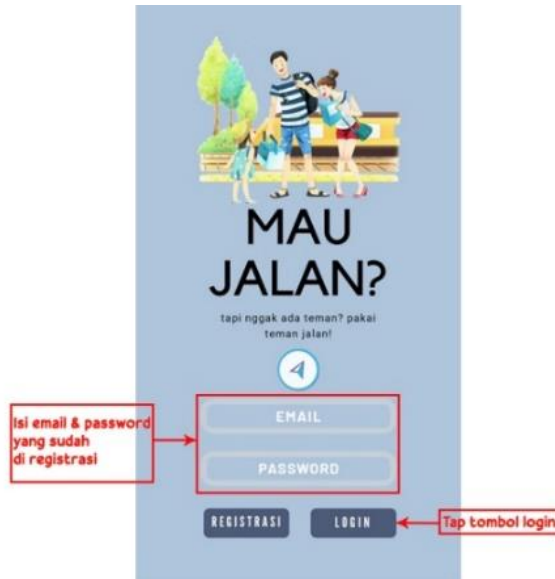 MAU
JALAN?
tapi nggak ada teman? pakai
teman jalan!
Isi email & password
yang sudah
di registrasi
EMAIL
PASSWORD
REGISTRASI
LOGIN
Tap tombol login